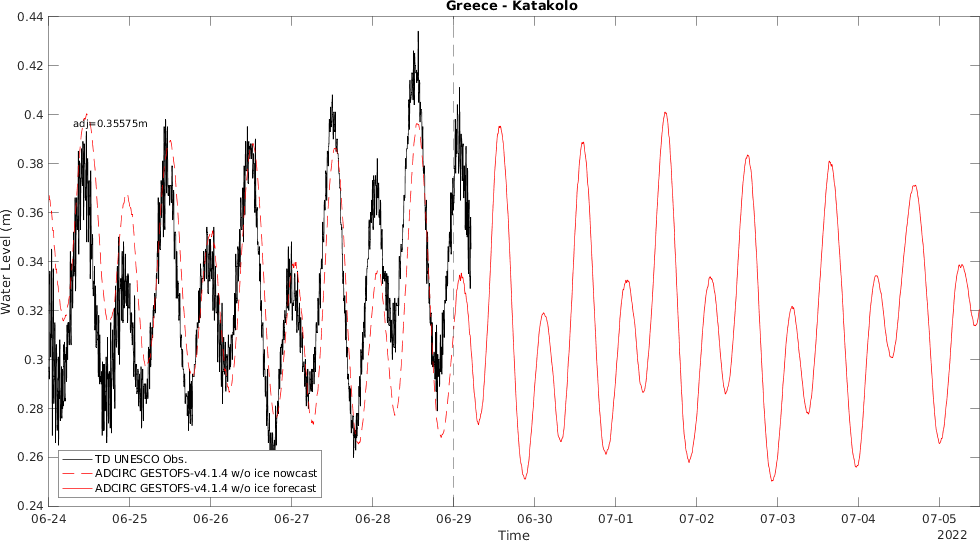 Greece - Katakolo
0.44
0.42
0.4
0.38
0.36
0.34
0.32
0.3
0.28
0.26
0.24
Water Level (m)
adj=0.35575m
TD UNESCO Obs.
ADCIRC GESTOFS-v4.1.4 w/o ice nowcast
ADCIRC GESTOFS-v4.1.4 w/o ice forecast
06-24 06-25 06-26 06-27 06-28 06-29 06-30 07-01 07-02 07-03 07-04 07-05
Time
2022